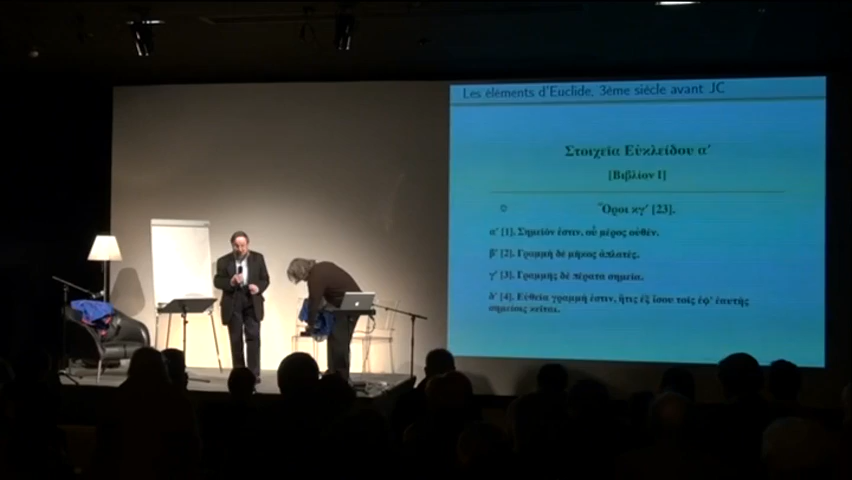 Les éléments d'Euclide, 3ème siécle avant JC
Στοιχεῖα Εὐκλείδου α′
[Βιβλίον Ι]
Ὅροι κγ′ [23].
α′ [1]. Σημεῖόν ἐστιν, οὗ μέρος οὐθέν.
β′ [2]. Γραμμὴ δὲ μῆκος ἀπλατές.
γ′ [3]. Γραμμῆς δὲ πέρατα σημεῖα.
δ′ [4]. Εὐθεῖα γραμμή ἐστιν, ἥτις ἐξ ἴσου τοῖς ἐφ' ἑαυτῆς
σημείοις κεῖται.